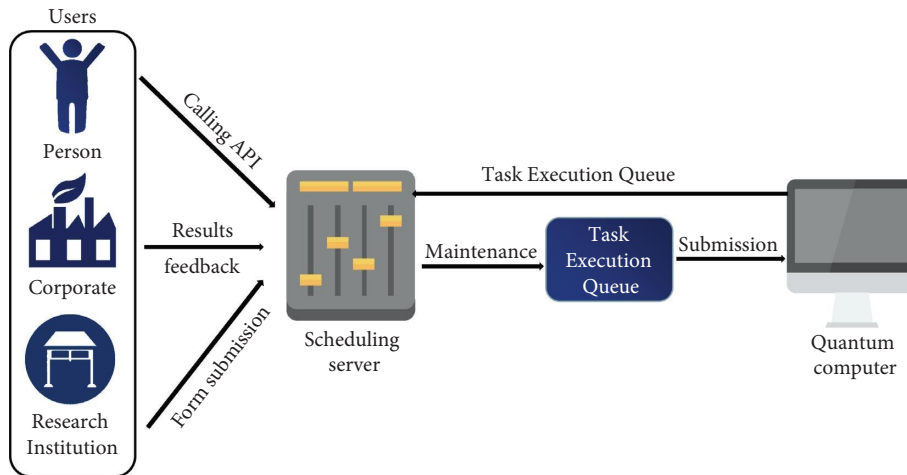 Users
Person
Corporate
Research
Institution
Calling API
Results
feedback
Form submission
Scheduling
server
Task Execution Queue
Maintenance
Task
Execution
Queue
Submission
Quantum
computer